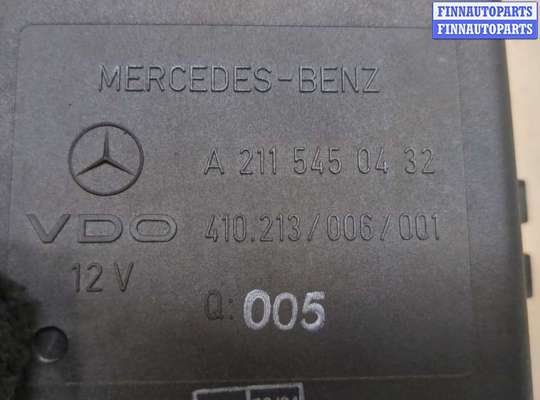 FINNAUTOPARTS
FINNAUTOPARTS
MERCEDES-BENZ
A 211 545 04 32
VDO 410.213/006/001
12 V
Q: 005